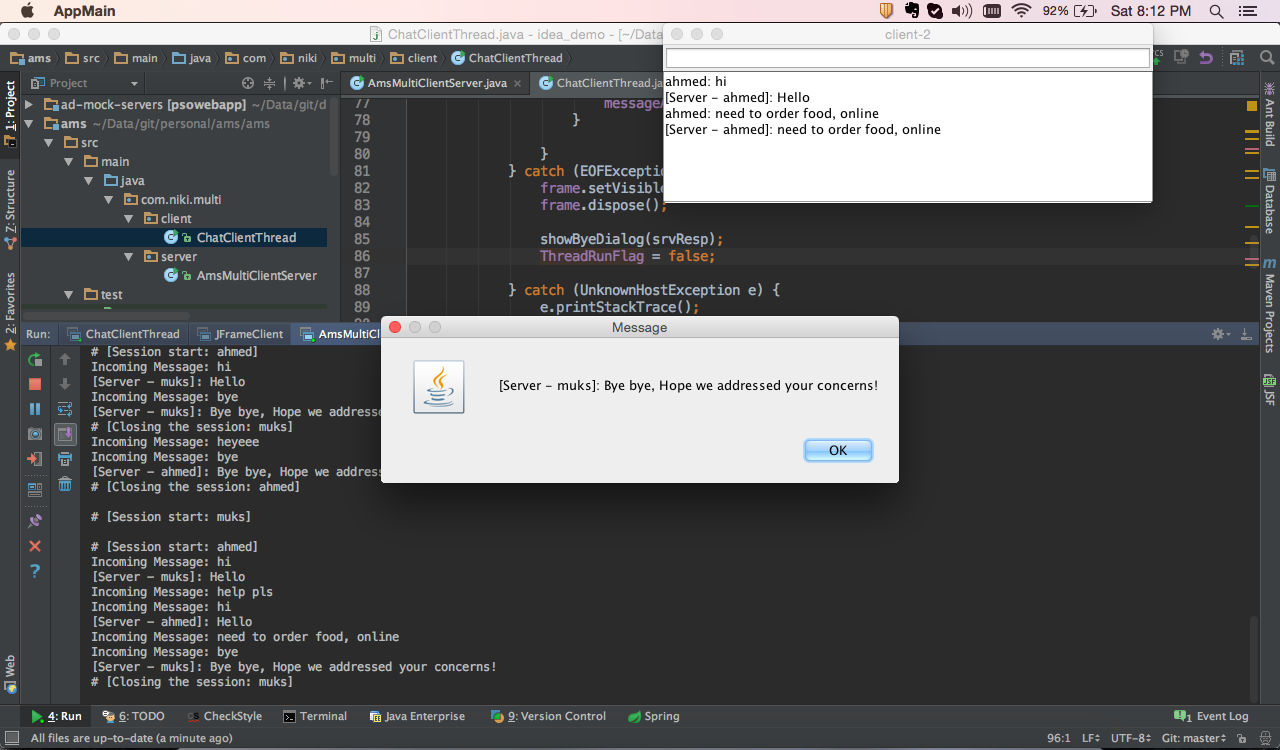 AppMain
92%
Sat 8:12 PM
ChatClientThread.java - idea_demo - [~/Data
client-2
ams
src
main
java
com
niki
multi
client
ChatClientThread
ahmed: hi
[Server - ahmed]: Hello
ahmed: need to order food, online
[Server - ahmed]: need to order food, online
1: Project
Z: Structure
2: Favorites
Web
Project
ad-mock-servers [psowebapp] ~/Data/git/d
ams ~/Data/git/personal/ams/ams
src
main
java
com.niki.multi
client
ChatClientThread
server
AmsMultiClientServer
test
AmsMultiClientServer.java
ChatClientThread.ja
77 messageA
78 }
79
80 }
81 } catch (EOFExceptio
82 frame.setVisible
83 frame.dispose();
84
85 showByeDialog(srvResp);
86 ThreadRunFlag = false;
87
88 } catch (UnknownHostException e) {
89 e.printStackTrace();
Ant Build
Database
Maven Projects
JSF
Run:
ChatClientThread
JFrameClient
AmsMultiCl
# [Session start: ahmed]
Incoming Message: hi
[Server - muks]: Hello
Incoming Message: bye
[Server - muks]: Bye bye, Hope we addresse
# [Closing the session: muks]
Incoming Message: heyeee
Incoming Message: bye
[Server - ahmed]: Bye bye, Hope we address
# [Closing the session: ahmed]
# [Session start: muks]
# [Session start: ahmed]
Incoming Message: hi
[Server - muks]: Hello
Incoming Message: help pls
Incoming Message: hi
[Server - ahmed]: Hello
Incoming Message: need to order food, online
Incoming Message: bye
[Server - muks]: Bye bye, Hope we addressed your concerns!
# [Closing the session: muks]
Message
[Server - muks]: Bye bye, Hope we addressed your concerns!
OK
4: Run
6: TODO
CheckStyle
Terminal
Java Enterprise
9: Version Control
Spring
1 Event Log
All files are up-to-date (a minute ago)
96:1
LF
UTF-8
Git: master